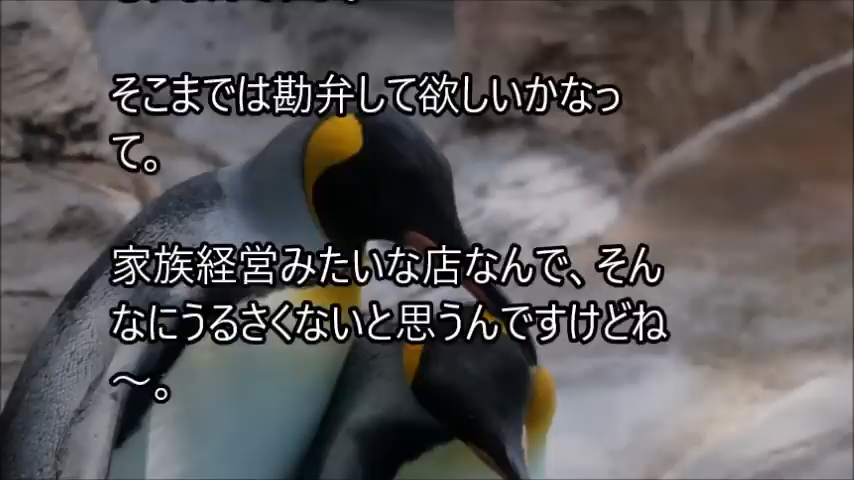 そこまでは勘弁して欲しいかなっ
て。
家族経営みたいな店なんで、そん
なにうるさくないと思うんですけどね
～。